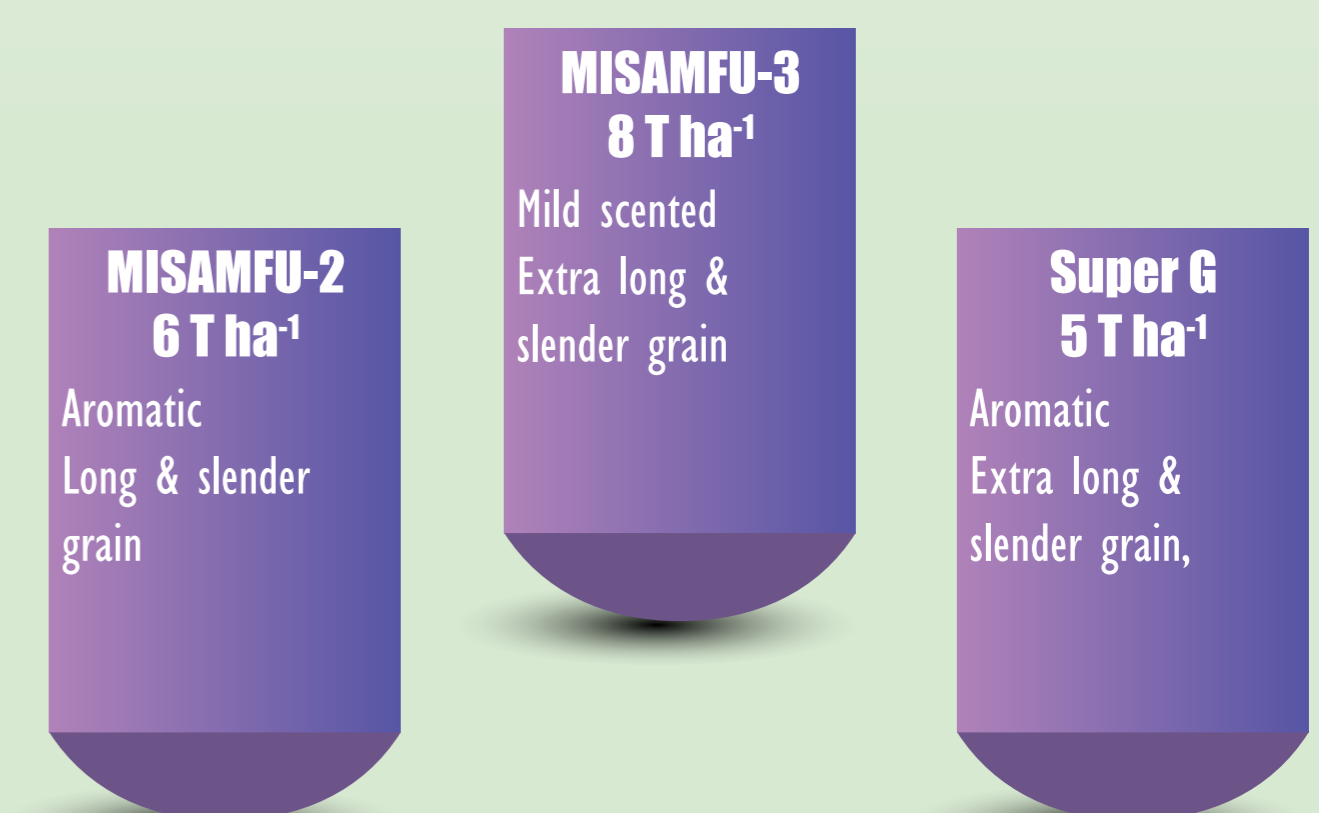 MISAMFU-2
6 T ha⁻¹
Aromatic
Long & slender
grain
MISAMFU-3
8 T ha⁻¹
Mild scented
Extra long &
slender grain
Super G
5 T ha⁻¹
Aromatic
Extra long &
slender grain,